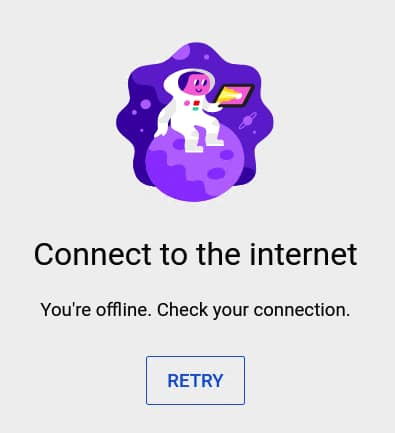 Connect to the internet
You're offline. Check your connection.
RETRY